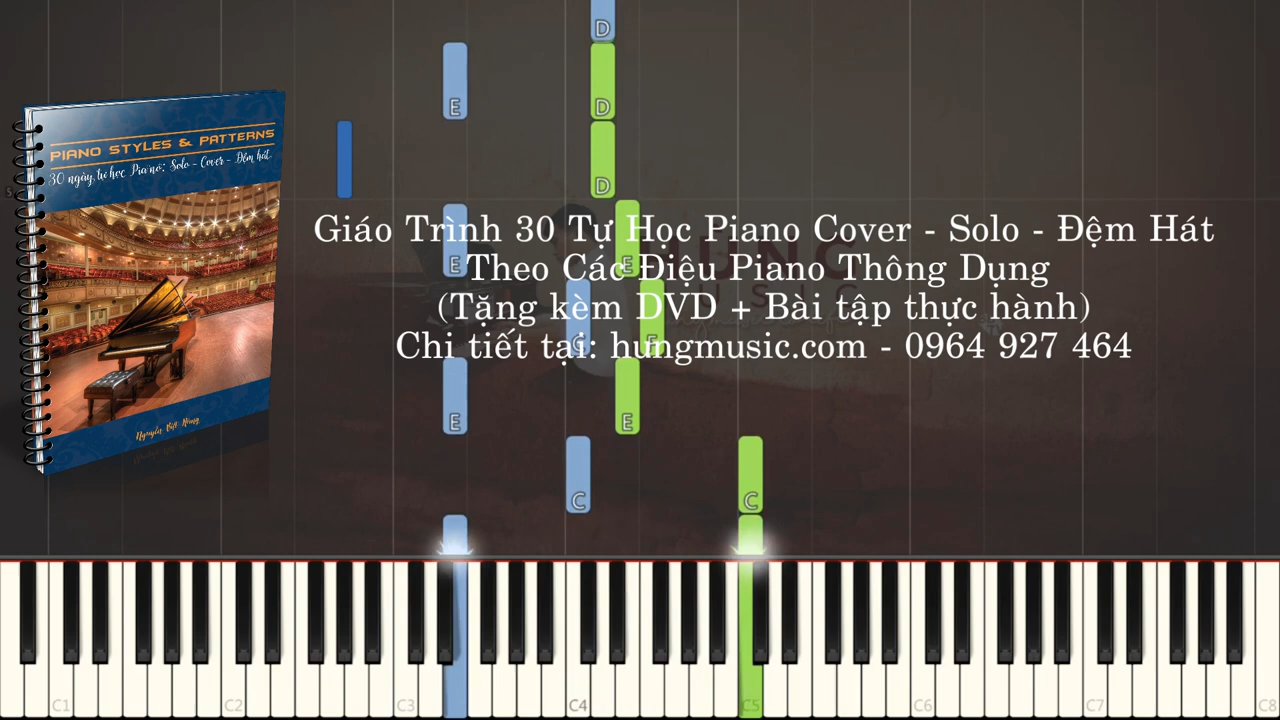 D
E
D
D
PIANO STYLES & PATTERNS
30 ngày tự học Piano: Solo - Cover - Đệm hát
Giáo Trình 30 Tự Học Piano Cover - Solo - Đệm Hát
E
E
Theo Các Điệu Piano Thông Dụng
(Tặng kèm DVD + Bài tập thực hành)
Chi tiết tại: hungmusic.com - 0964 927 464
E
E
C
C
C1
C2
C3
C4
C5
C6
C7
C8